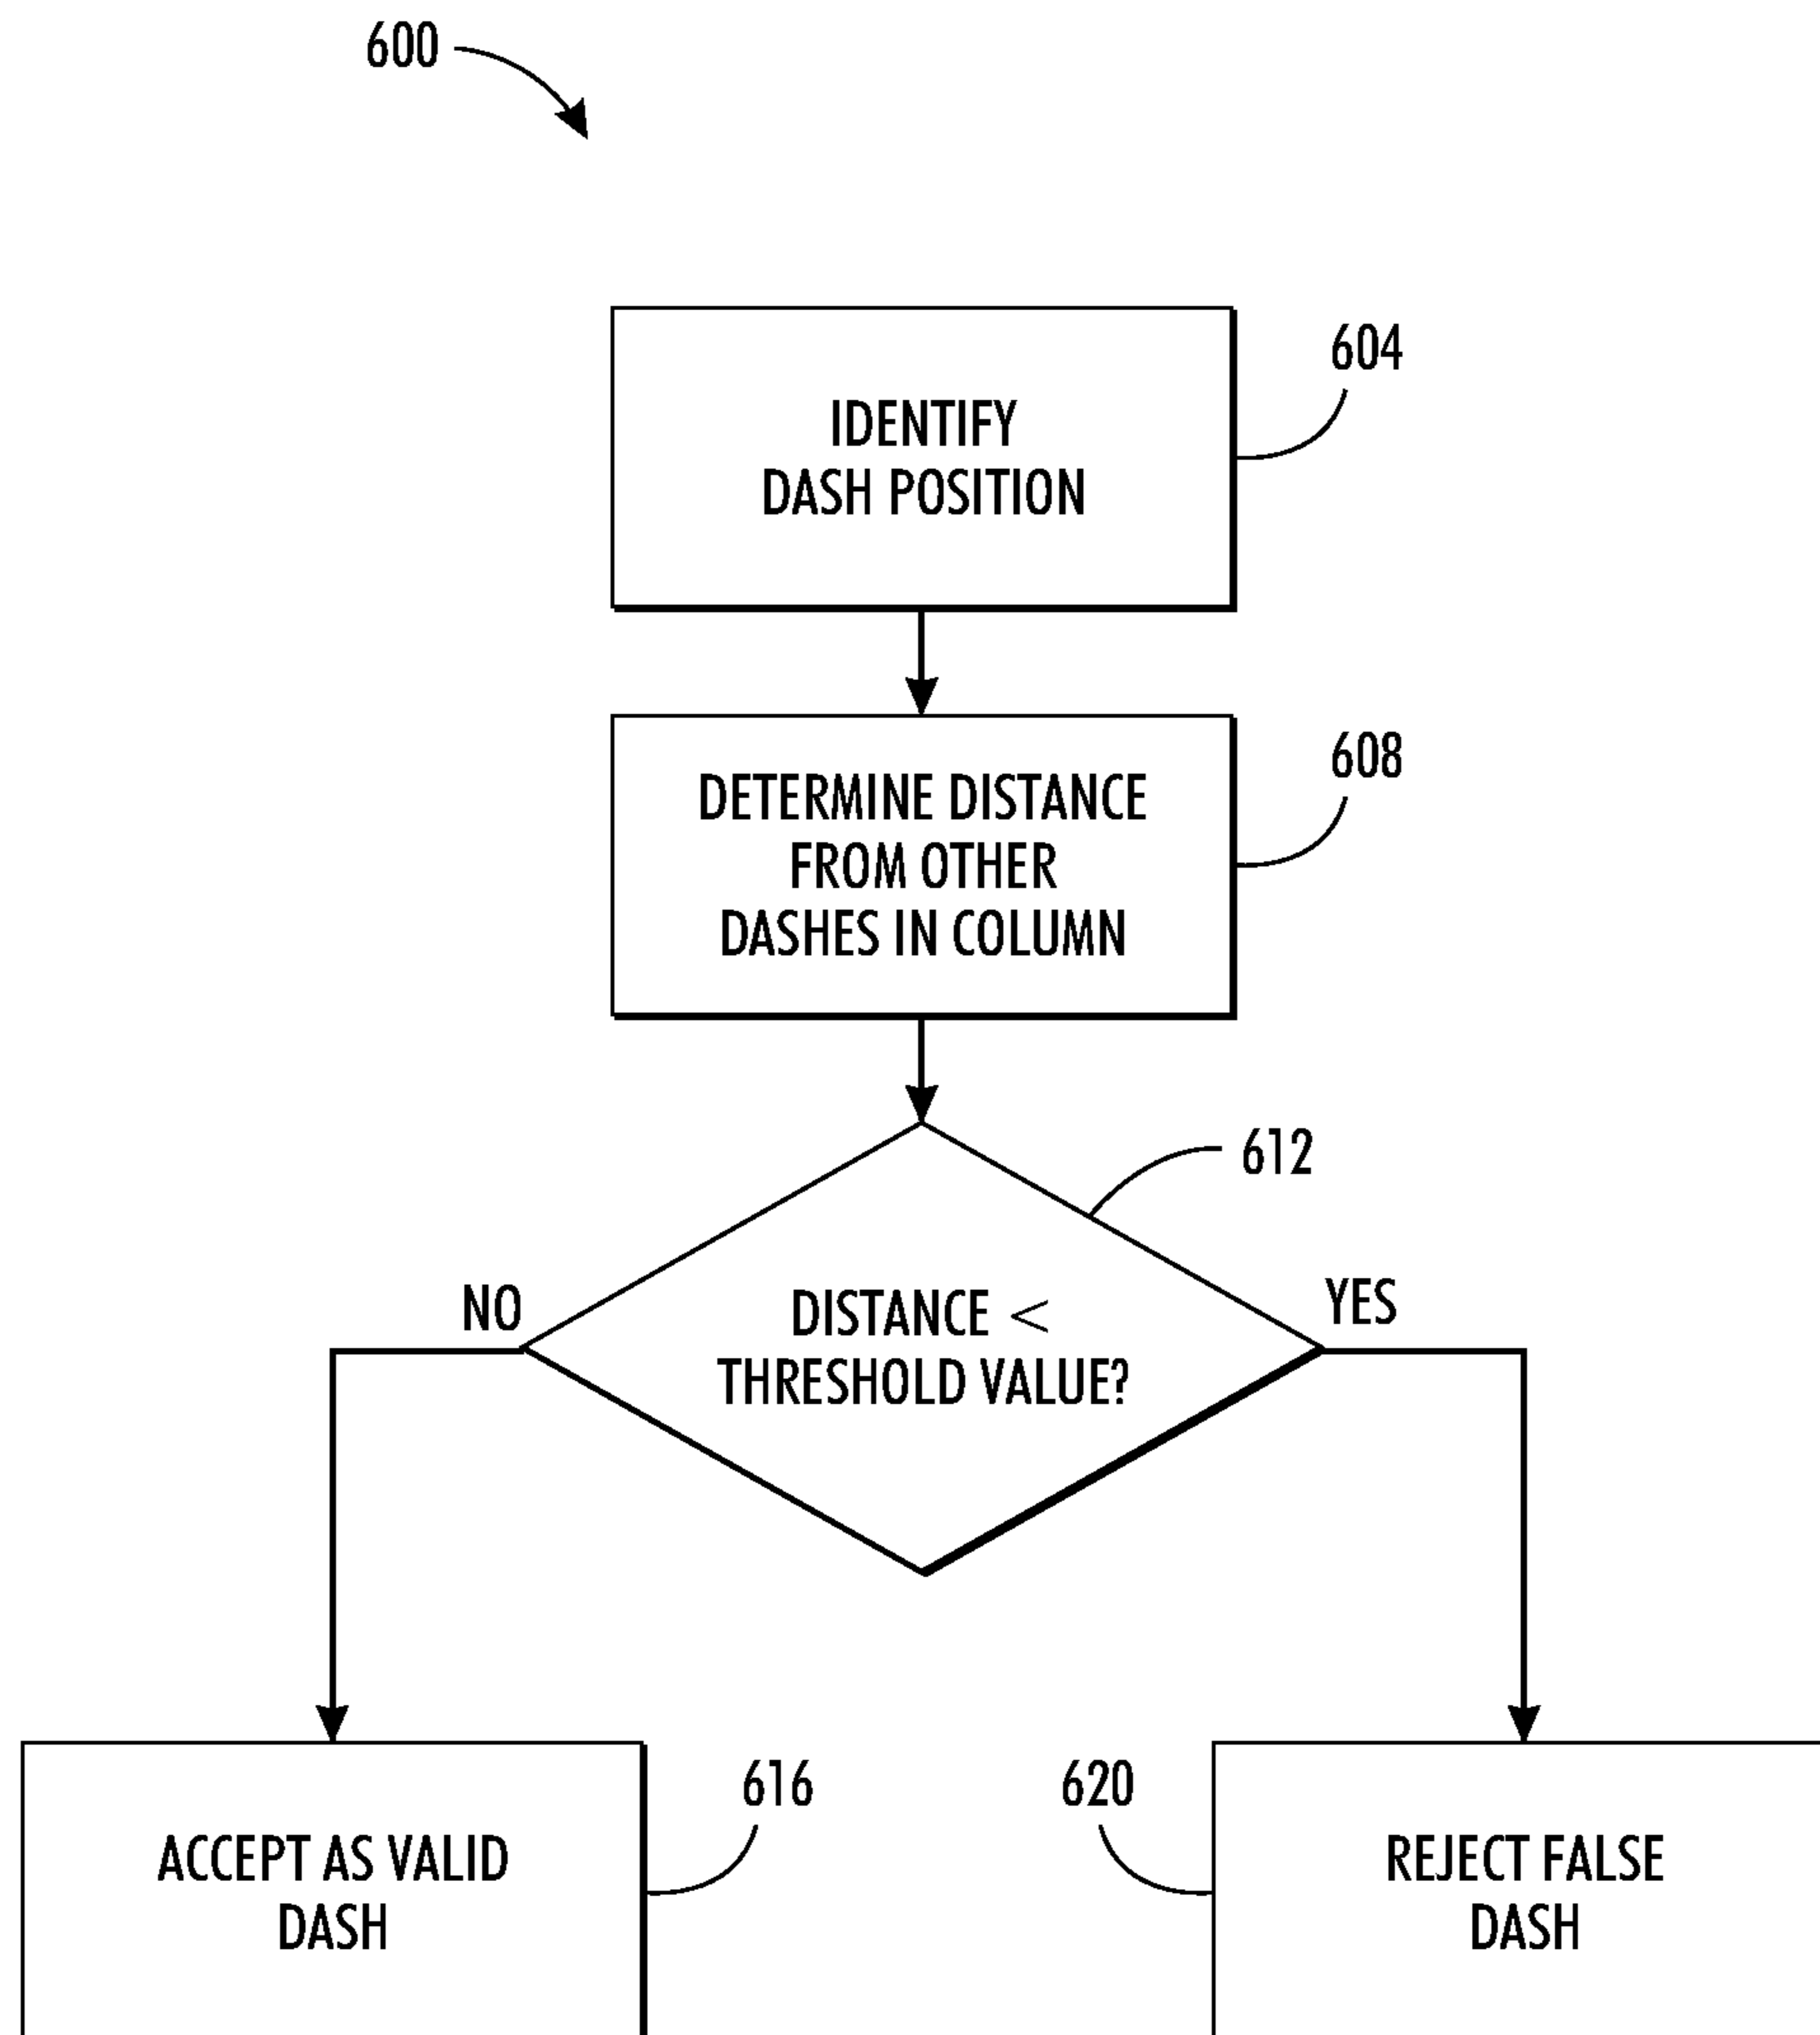 600
IDENTIFY
DASH POSITION
604
DETERMINE DISTANCE
FROM OTHER
DASHES IN COLUMN
608
612
NO
DISTANCE <
THRESHOLD VALUE?
YES
ACCEPT AS VALID
DASH
616
620
REJECT FALSE
DASH